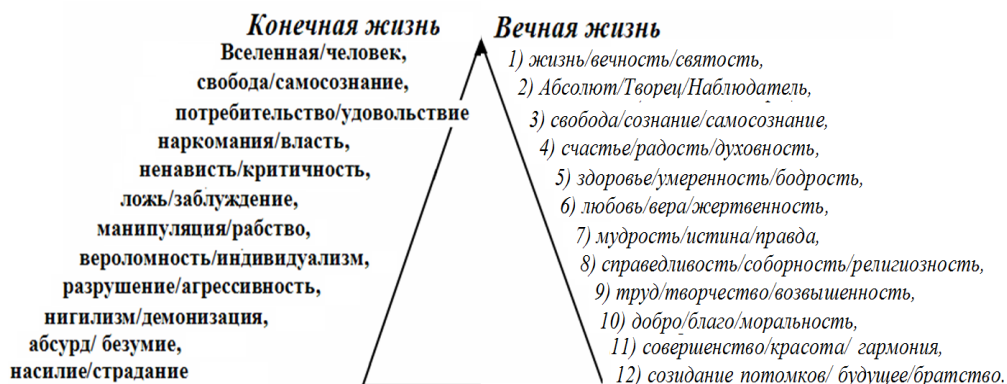 Конечная жизнь
Вселенная/человек,
свобода/самосознание,
потребительство/удовольствие
наркомания/власть,
ненависть/критичность,
ложь/заблуждение,
манипуляция/рабство,
вероломность/индивидуализм,
разрушение/агрессивность,
нигилизм/демонизация,
абсурд/ безумие,
насилие/страдание
Вечная жизнь
1) жизнь/вечность/святость,
2) Абсолют/Творец/Наблюдатель,
3) свобода/сознание/самосознание,
4) счастье/радость/духовность,
5) здоровье/умеренность/бодрость,
6) любовь/вера/жертвенность,
7) мудрость/истина/правда,
8) справедливость/соборность/религиозность,
9) труд/творчество/возвышенность,
10) добро/благо/моральность,
11) совершенство/красота/ гармония,
12) созидание потомков/ будущее/братство.